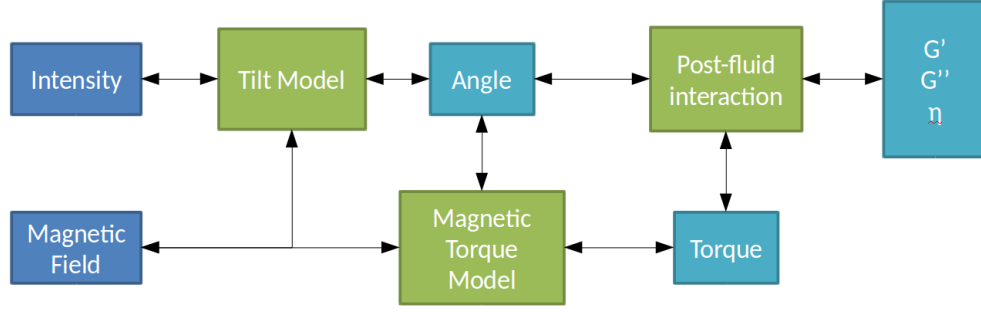 Intensity
Tilt Model
Angle
Post-fluid
interaction
G’
G’’
η
Magnetic
Field
Magnetic
Torque
Model
Torque